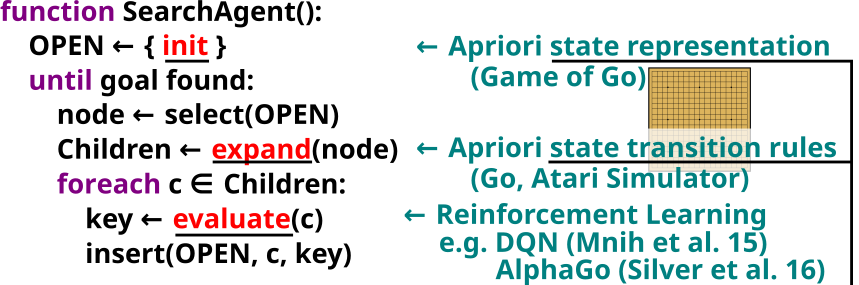 function SearchAgent():
OPEN ← { init } ← Apriori state representation
(Game of Go)
until goal found:
node ← select(OPEN)
Children ← expand(node) ← Apriori state transition rules
(Go, Atari Simulator)
foreach c ∈ Children:
key ← evaluate(c) ← Reinforcement Learning
e.g. DQN (Mnih et al. 15)
insert(OPEN, c, key)
AlphaGo (Silver et al. 16)